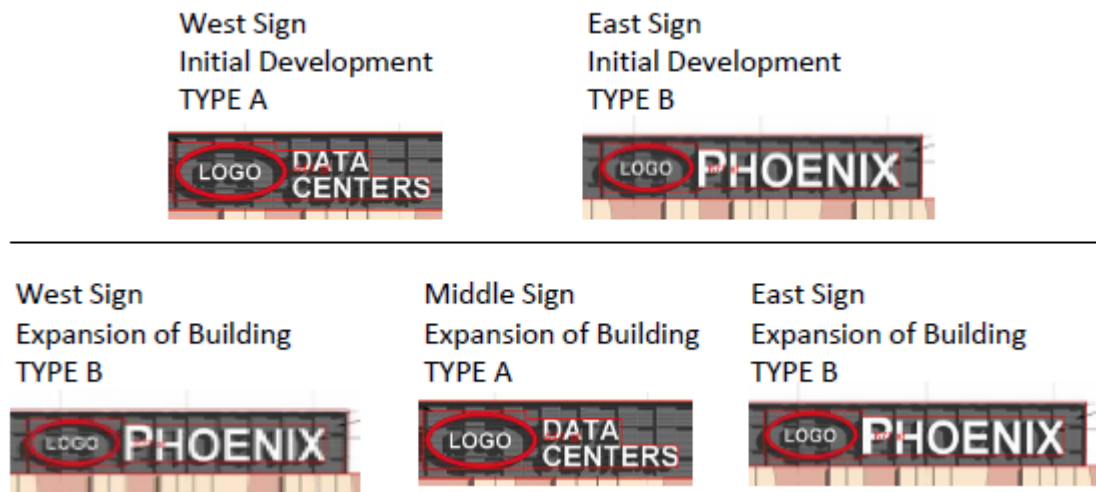 West Sign
Initial Development
TYPE A
LOGO DATA
CENTERS
East Sign
Initial Development
TYPE B
LOGO PHOENIX
West Sign
Expansion of Building
TYPE B
LOGO PHOENIX
Middle Sign
Expansion of Building
TYPE A
LOGO DATA
CENTERS
East Sign
Expansion of Building
TYPE B
LOGO PHOENIX